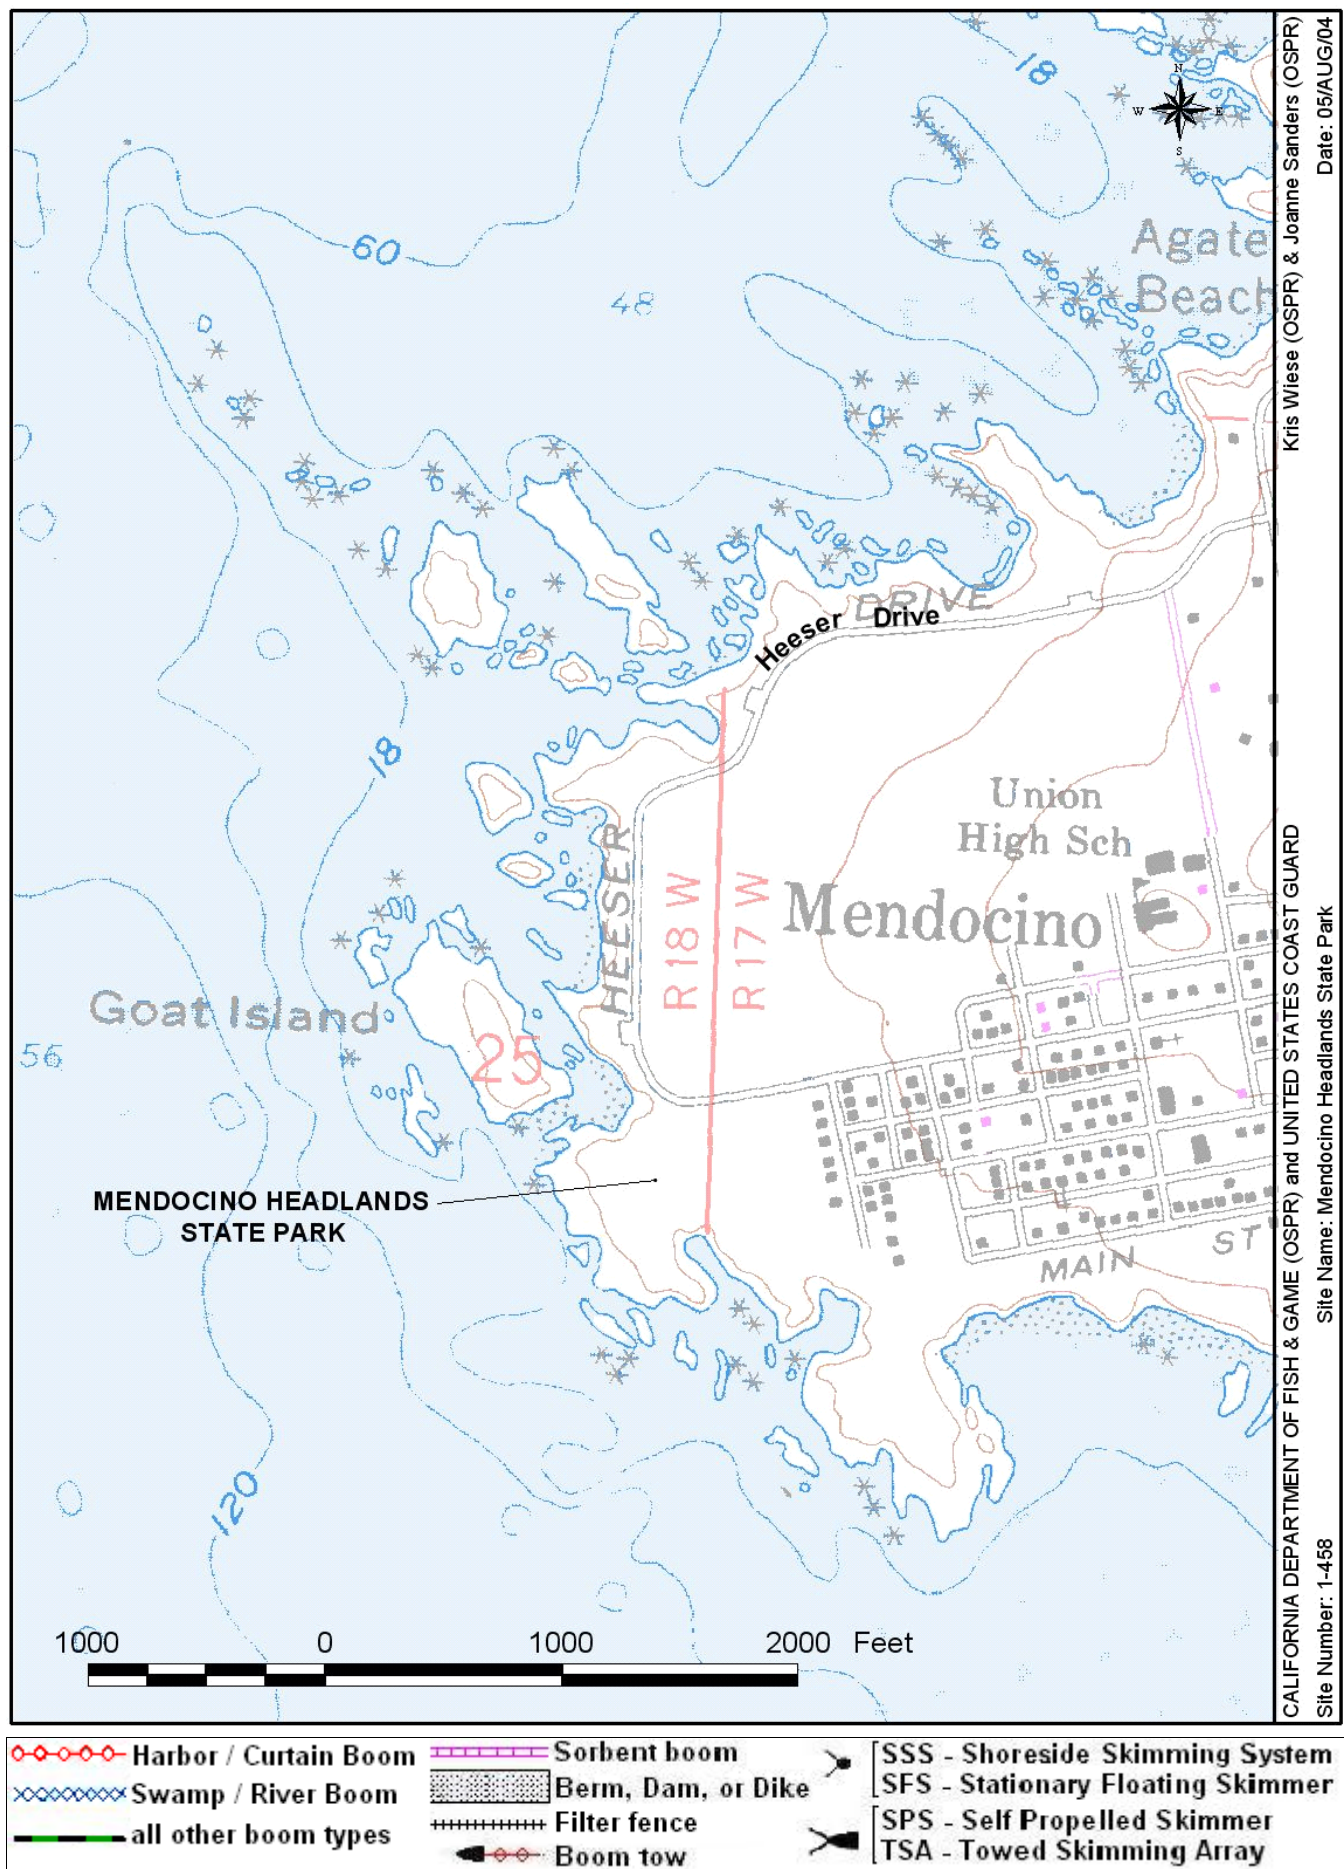 18
N
W E
S
Agate
Beach
60
48
DRIVE
Heeser Drive
18
Union
High Sch
HEESER
R 18 W
R 17 W
Mendocino
Goat Island
25
56
MENDOCINO HEADLANDS
STATE PARK
MAIN ST
120
1000 0 1000 2000 Feet
CALIFORNIA DEPARTMENT OF FISH & GAME (OSPR) and UNITED STATES COAST GUARD Kris Wiese (OSPR) & Joanne Sanders (OSPR)
Site Number: 1-458 Site Name: Mendocino Headlands State Park Date: 05/AUG/04
Harbor / Curtain Boom
Swamp / River Boom
all other boom types
Sorbent boom
Berm, Dam, or Dike
Filter fence
Boom tow
SSS - Shoreside Skimming System
SFS - Stationary Floating Skimmer
SPS - Self Propelled Skimmer
TSA - Towed Skimming Array